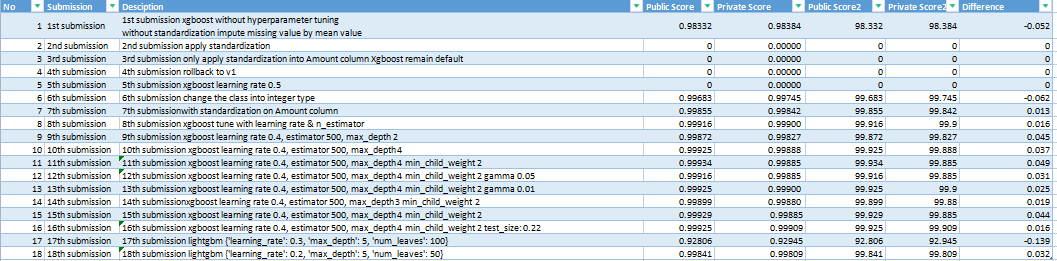 No Submission Desciption Public Score Private Score Public Score2 Private Score2 Difference
1 1st submission 1st submission xgboost without hyperparameter tuning
without standardization impute missing value by mean value 0.98332 0.98384 98.332 98.384 -0.052
2 2nd submission 2nd submission apply standardization 0 0.00000 0 0 0
3 3rd submission 3rd submission only apply standardization into Amount column Xgboost remain default 0 0.00000 0 0 0
4 4th submission 4th submission rollback to v1 0 0.00000 0 0 0
5 5th submission 5th submission xgboost learning rate 0.5 0 0.00000 0 0 0
6 6th submission 6th submission change the class into integer type 0.99683 0.99745 99.683 99.745 -0.062
7 7th submission 7th submissionwith standardization on Amount column 0.99855 0.99842 99.855 99.842 0.013
8 8th submission 8th submission xgboost tune with learning rate & n_estimator 0.99916 0.99900 99.916 99.9 0.016
9 9th submission 9th submission xgboost learning rate 0.4, estimator 500, max_depth 2 0.99872 0.99827 99.872 99.827 0.045
10 10th submission 10th submission xgboost learning rate 0.4, estimator 500, max_depth4 0.99925 0.99888 99.925 99.888 0.037
11 11th submission 11th submission xgboost learning rate 0.4, estimator 500, max_depth4 min_child_weight 2 0.99934 0.99885 99.934 99.885 0.049
12 12th submission 12th submission xgboost learning rate 0.4, estimator 500, max_depth4 min_child_weight 2 gamma 0.05 0.99916 0.99885 99.916 99.885 0.031
13 13th submission 13th submission xgboost learning rate 0.4, estimator 500, max_depth4 min_child_weight 2 gamma 0.01 0.99925 0.99900 99.925 99.9 0.025
14 14th submission 14th submissionxgboost learning rate 0.4, estimator 500, max_depth3 min_child_weight 2 0.99899 0.99880 99.899 99.88 0.019
15 15th submission 15th submission xgboost learning rate 0.4, estimator 500, max_depth4 min_child_weight 2 0.99929 0.99885 99.929 99.885 0.044
16 16th submission 16th submission xgboost learning rate 0.4, estimator 500, max_depth4 min_child_weight 2 test_size: 0.22 0.99925 0.99909 99.925 99.909 0.016
17 17th submission 17th submission lightgbm {'learning_rate': 0.3, 'max_depth': 5, 'num_leaves': 100} 0.92806 0.92945 92.806 92.945 -0.139
18 18th submission 18th submission lightgbm {'learning_rate': 0.2, 'max_depth': 5, 'num_leaves': 50} 0.99841 0.99809 99.841 99.809 0.032